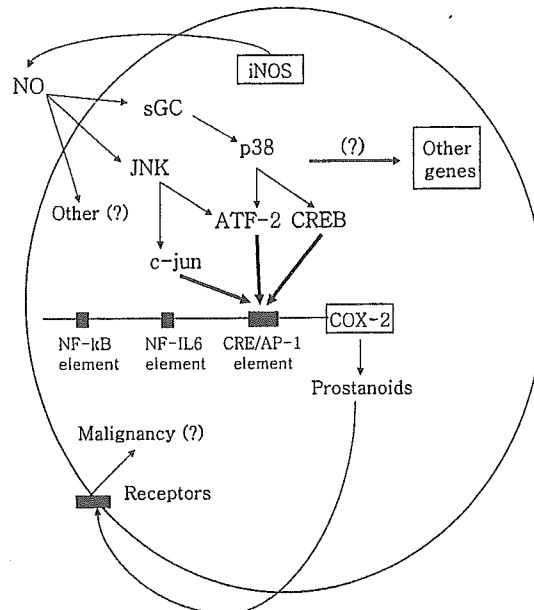 iNOS
NO
sGC
p38
(?)
Other
genes
JNK
Other (?)
ATF-2 CREB
c-jun
COX-2
NF-kB
element
NF-IL6
element
CRE/AP-1
element
Prostanoids
Malignancy (?)
Receptors